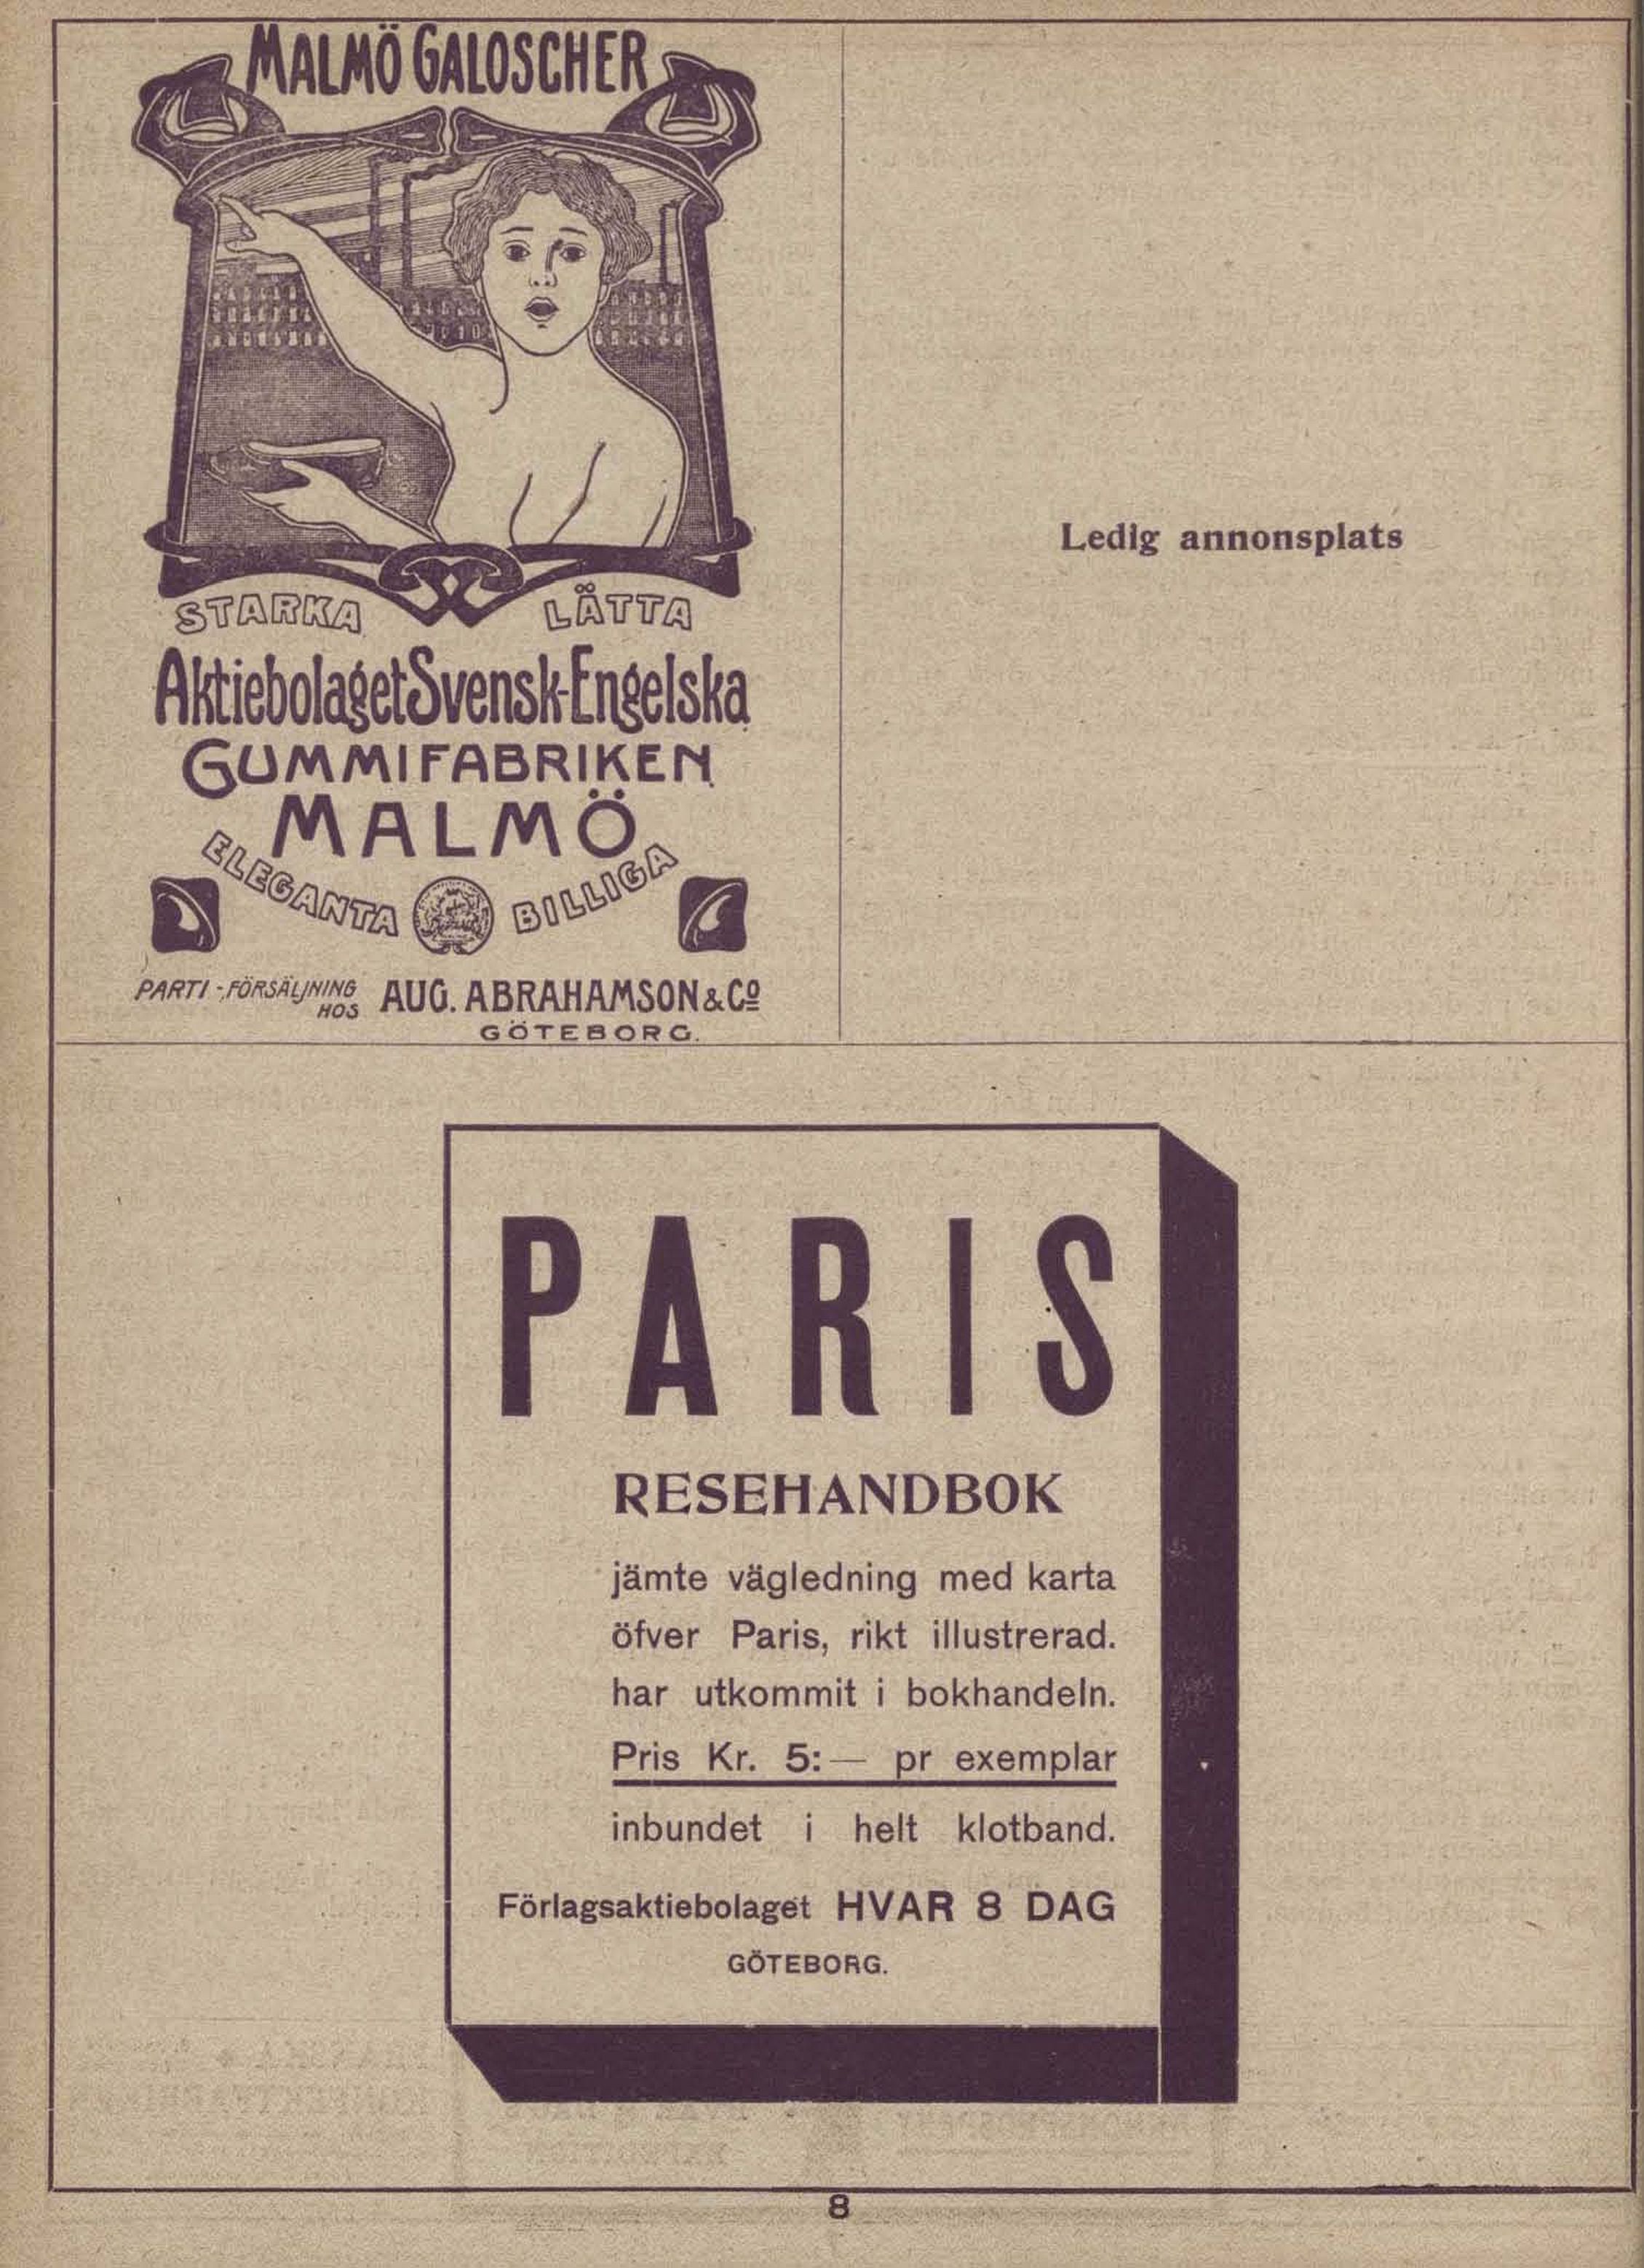 MALMÖ GALOSCHER
STARKA LÄTTA
Aktiebolaget Svensk-Engelska
GUMMIFABRIKEN
MALMÖ
ELEGANTA BILLIGA
PARTI-FÖRSÄLJNING HOS AUG. ABRAHAMSON & Co
GÖTEBORG.
Ledig annonsplats
PARIS
RESEHANDBOK
jämte vägledning med karta
öfver Paris, rikt illustrerad.
har utkommit i bokhandeln.
Pris Kr. 5:— pr exemplar
inbundet i helt klotband.
Förlagsaktiebolaget HVAR 8 DAG
GÖTEBORG.
8